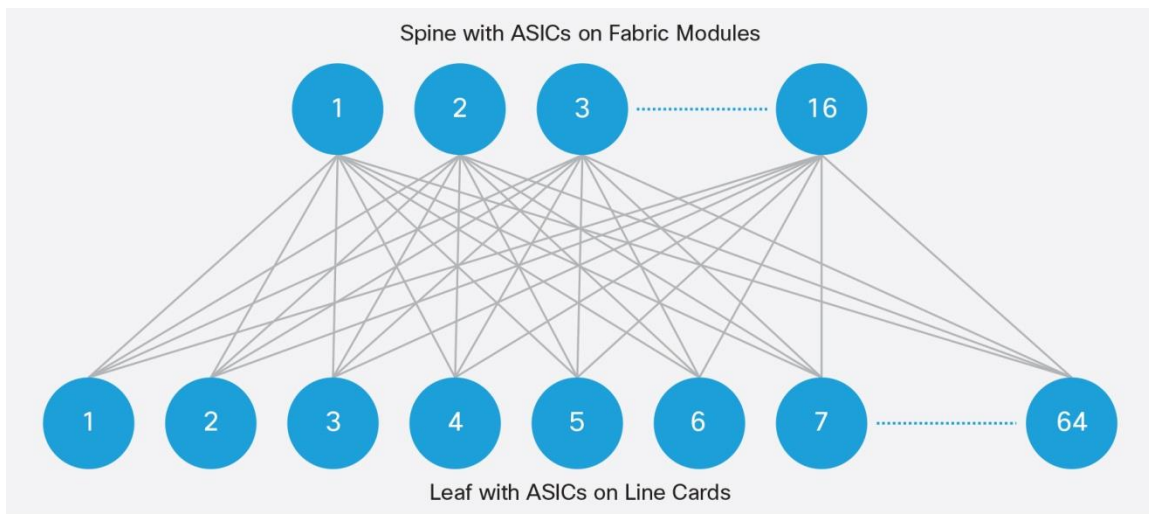 Spine with ASICs on Fabric Modules
1 2 3 16
1 2 3 4 5 6 7 64
Leaf with ASICs on Line Cards